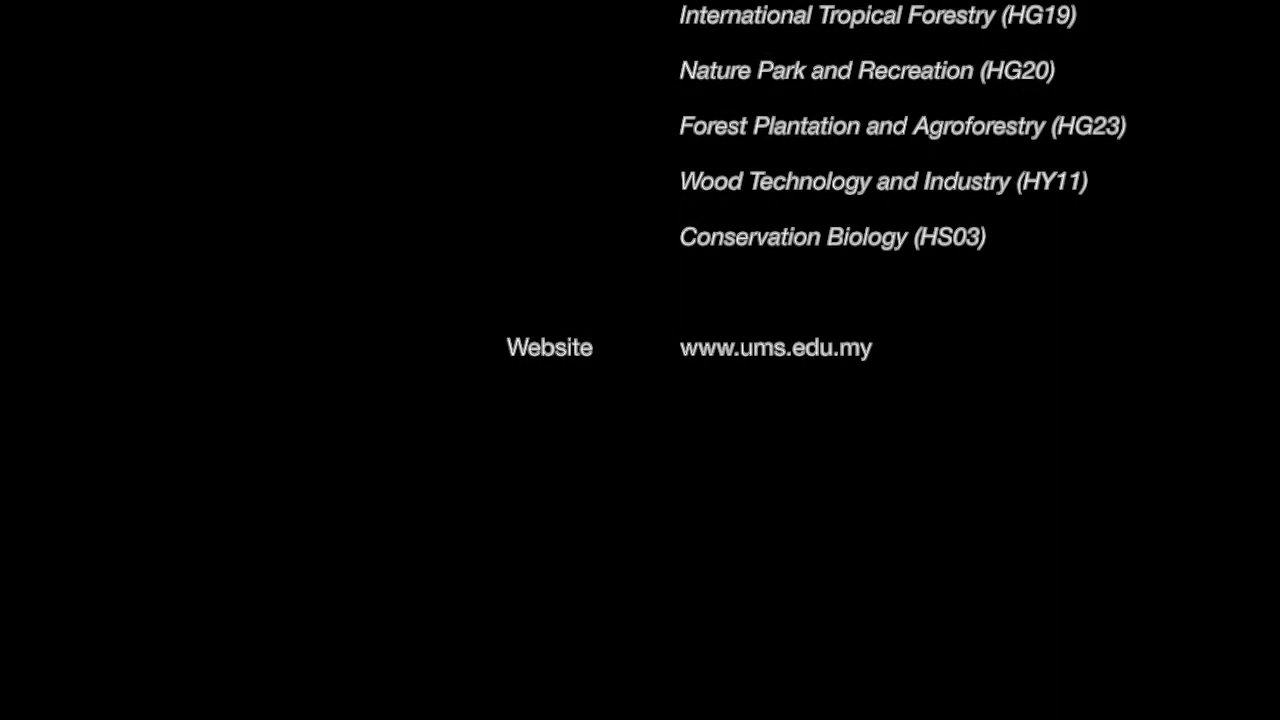 International Tropical Forestry (HG19)
Nature Park and Recreation (HG20)
Forest Plantation and Agroforestry (HG23)
Wood Technology and Industry (HY11)
Conservation Biology (HS03)
Website www.ums.edu.my